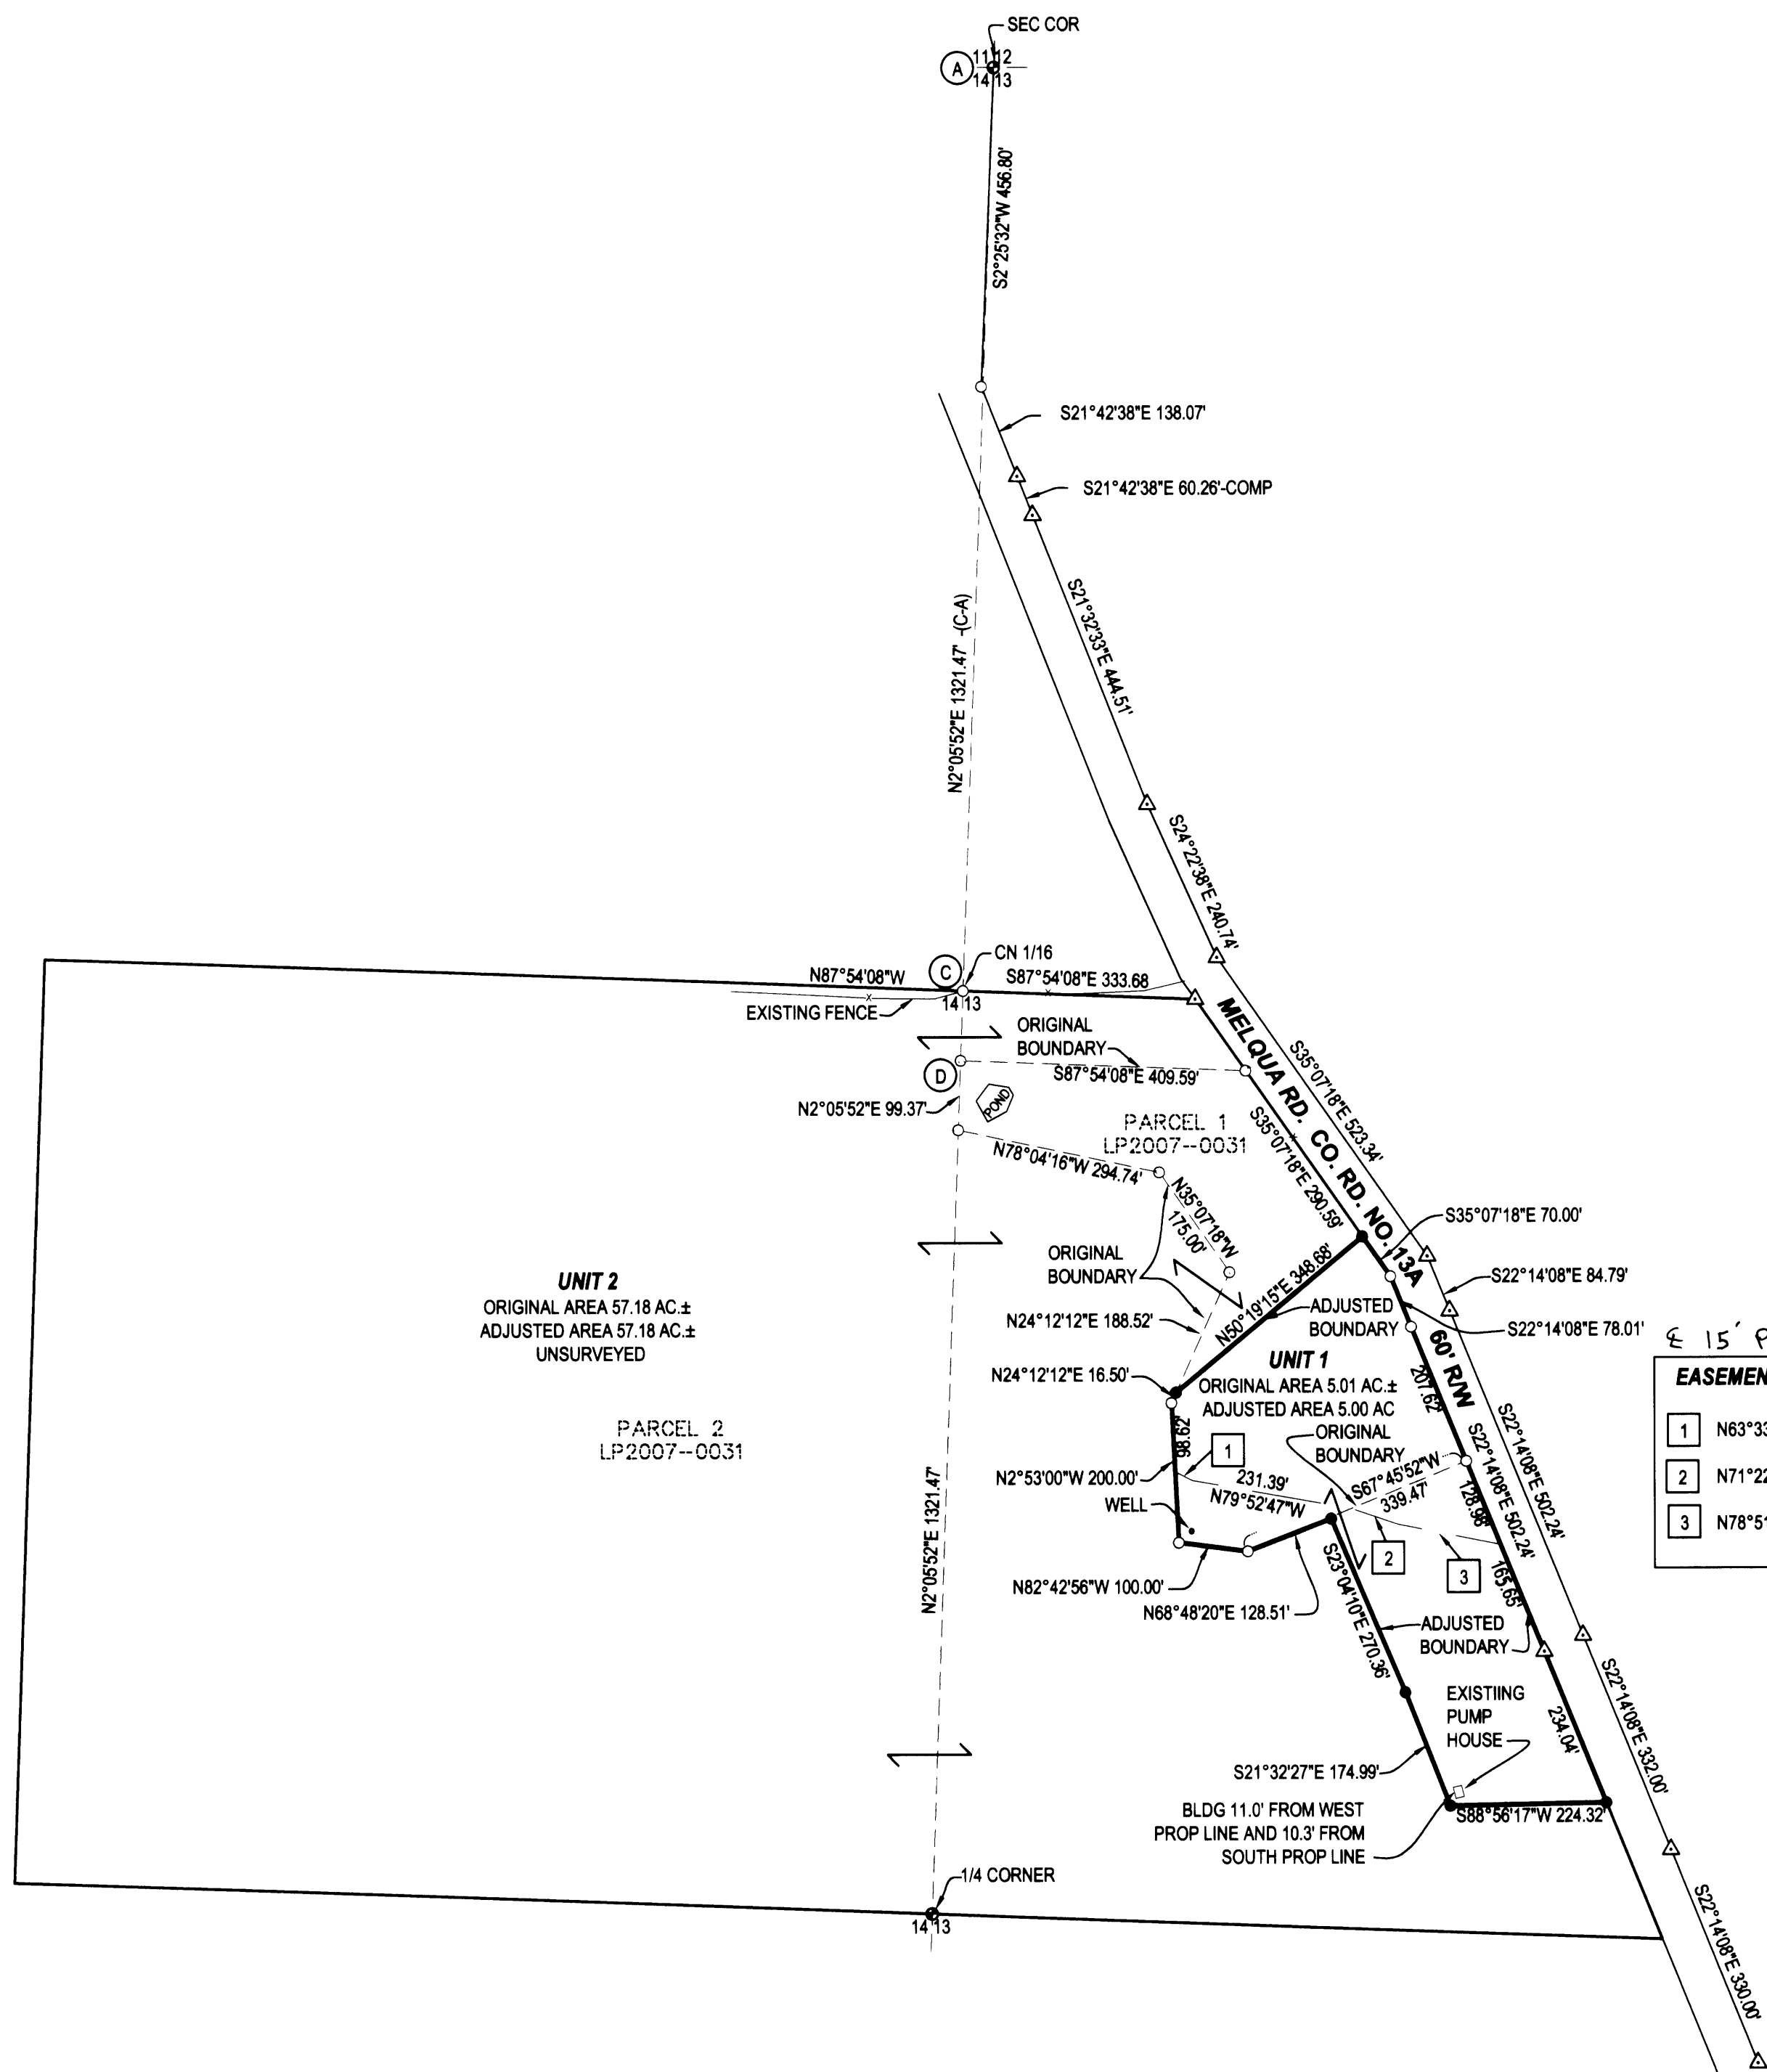 SEC COR
A
11 12
14 13
S2°25'32"W 456.80'
S21°42'38"E 138.07'
S21°42'38"E 60.26'-COMP
S21°32'33"E 444.51'
N2°05'52"E 1321.47' -(C-A)
S24°22'38"E 240.74'
CN 1/16
C
N87°54'08"W
S87°54'08"E 333.68
14 13
EXISTING FENCE
MELQUA RD. CO. RD. NO. 13A
ORIGINAL
BOUNDARY
S87°54'08"E 409.59'
D
POND
N2°05'52"E 99.37'
S35°07'18"E 523.34'
PARCEL 1
LP2007--0031
S35°07'18"E 290.59'
N78°04'16"W 294.74'
N35°07'18"W
175.00'
S35°07'18"E 70.00'
ORIGINAL
BOUNDARY
S22°14'08"E 84.79'
UNIT 2
ORIGINAL AREA 57.18 AC.±
ADJUSTED AREA 57.18 AC.±
UNSURVEYED
N24°12'12"E 188.52'
N50°19'15"E 348.68'
ADJUSTED
BOUNDARY
S22°14'08"E 78.01'
60' R/W
℄ 15' P
EASEMEN
1 N63°33
2 N71°22
3 N78°51
N24°12'12"E 16.50'
UNIT 1
ORIGINAL AREA 5.01 AC.±
ADJUSTED AREA 5.00 AC
207.62'
ORIGINAL
BOUNDARY
PARCEL 2
LP2007--0031
98.62'
1
S22°14'08"E 502.24'
S22°14'08"E 502.24'
N2°53'00"W 200.00'
231.39'
N79°52'47"W
S67°45'52"W
339.47'
128.98'
WELL
2
3
165.65'
N82°42'56"W 100.00'
N68°48'20"E 128.51'
N2°05'52"E 1321.47'
S23°04'10"E 270.36'
ADJUSTED
BOUNDARY
EXISTIING
PUMP
HOUSE
234.04'
S22°14'08"E 332.00'
S21°32'27"E 174.99'
BLDG 11.0' FROM WEST
PROP LINE AND 10.3' FROM
SOUTH PROP LINE
S88°56'17"W 224.32'
1/4 CORNER
14 13
S22°14'08"E 330.00'